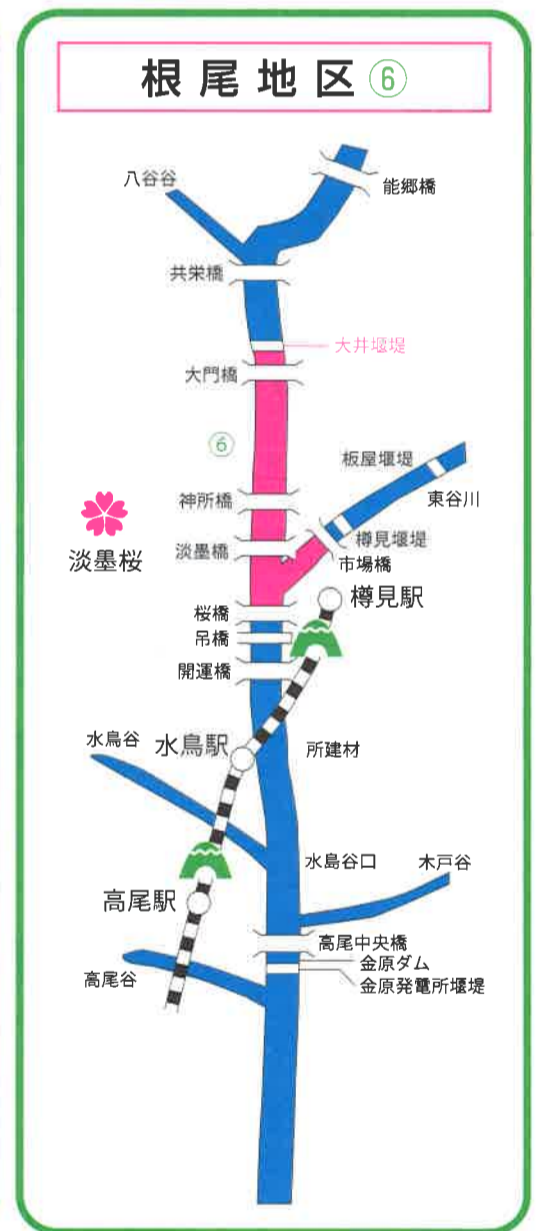 根尾地区⑥
八谷谷
能郷橋
共栄橋
大井堰堤
大門橋
⑥
板屋堰堤
神所橋
東谷川
淡墨橋
樽見堰堤
淡墨桜
市場橋
樽見駅
桜橋
吊橋
開運橋
水鳥谷
水鳥駅
所建材
水島谷口
木戸谷
高尾駅
高尾中央橋
金原ダム
高尾谷
金原発電所堰堤